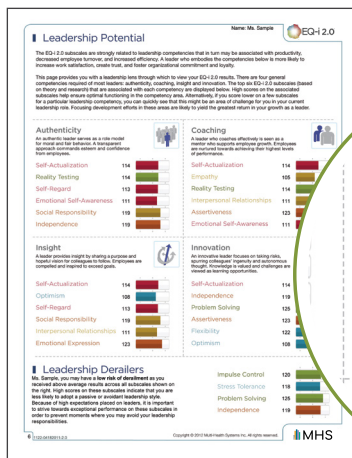 Name: Ms. Sample
EQ-i 2.0
Leadership Potential
The EQ-i 2.0 subscales are strongly related to leadership competencies that in turn may be associated with productivity,
decreased employee turnover, and increased efficiency. A leader who embodies the competencies below is more likely to
increase work satisfaction, create trust, and foster organizational commitment and loyalty.
This page provides you with a leadership lens through which to view your EQ-i 2.0 results. There are four general
competencies required of most leaders: authenticity, coaching, insight and innovation. The top six EQ-i 2.0 subscales (based
on theory and research) that are associated with each competency are displayed below. High scores on the associated
subscales help ensure optimal functioning in the competency area. Alternatively, if you score lower on a few subscales
for a particular leadership competency, you can quickly see that this might be an area of challenge for you in your current
leadership role. Focusing development efforts in these areas are likely to yield the greatest return in your growth as a leader.
Authenticity
An authentic leader serves as a role model
for moral and fair behavior. A transparent
approach commands esteem and confidence
from employees.
Self-Actualization 114
Reality Testing 114
Self-Regard 113
Emotional Self-Awareness 111
Social Responsibility 119
Independence 119
Coaching
A leader who coaches effectively is seen as a
mentor who supports employee growth. Employees
are nurtured towards achieving their highest levels
of performance.
Self-Actualization 114
Empathy 105
Reality Testing 114
Interpersonal Relationships 111
Assertiveness 123
Emotional Self-Awareness 111
Insight
A leader provides insight by sharing a purpose and
hopeful vision for colleagues to follow. Employees are
compelled and inspired to exceed goals.
Self-Actualization 114
Optimism 108
Self-Regard 113
Social Responsibility 119
Interpersonal Relationships 111
Emotional Expression 123
Innovation
An innovative leader focuses on taking risks,
spurring colleagues' ingenuity and autonomous
thought. Knowledge is valued and challenges are
viewed as learning opportunities.
Self-Actualization 114
Independence 119
Problem Solving 125
Assertiveness 123
Flexibility 122
Optimism 108
Leadership Derailers
Ms. Sample, you may have a low risk of derailment as you
received above average results across all subscales shown on
the right. High scores on these subscales indicate that you are
less likely to adopt a passive or avoidant leadership style.
Because of high expectations placed on leaders, it is important
to strive towards exceptional performance on these subscales in
order to prevent moments where you may avoid your leadership
responsibilities.
Impulse Control 120
Stress Tolerance 118
Problem Solving 125
Independence 119
6
Copyright © 2012 Multi-Health Systems Inc. All rights reserved.
MHS